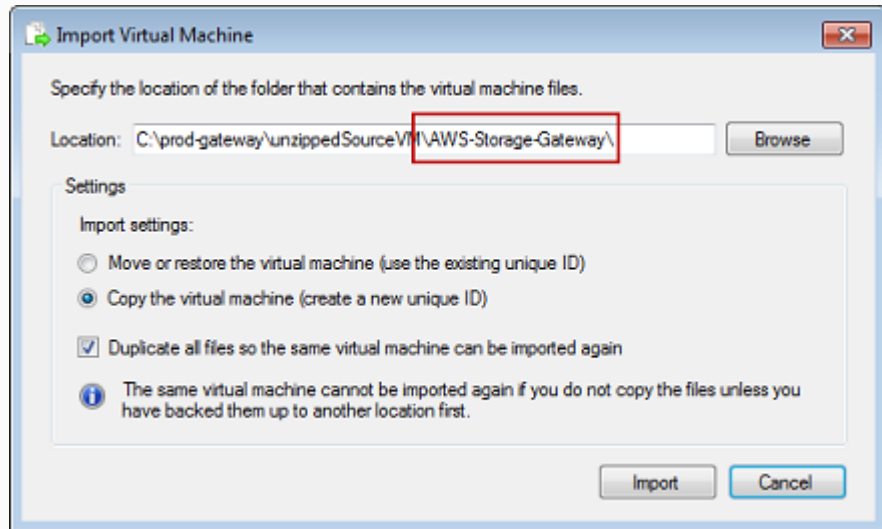 Import Virtual Machine
Specify the location of the folder that contains the virtual machine files.
Location: C:\prod-gateway\unzippedSourceVM\AWS-Storage-Gateway\ Browse
Settings
Import settings:
Move or restore the virtual machine (use the existing unique ID)
Copy the virtual machine (create a new unique ID)
Duplicate all files so the same virtual machine can be imported again
The same virtual machine cannot be imported again if you do not copy the files unless you
have backed them up to another location first.
Import Cancel